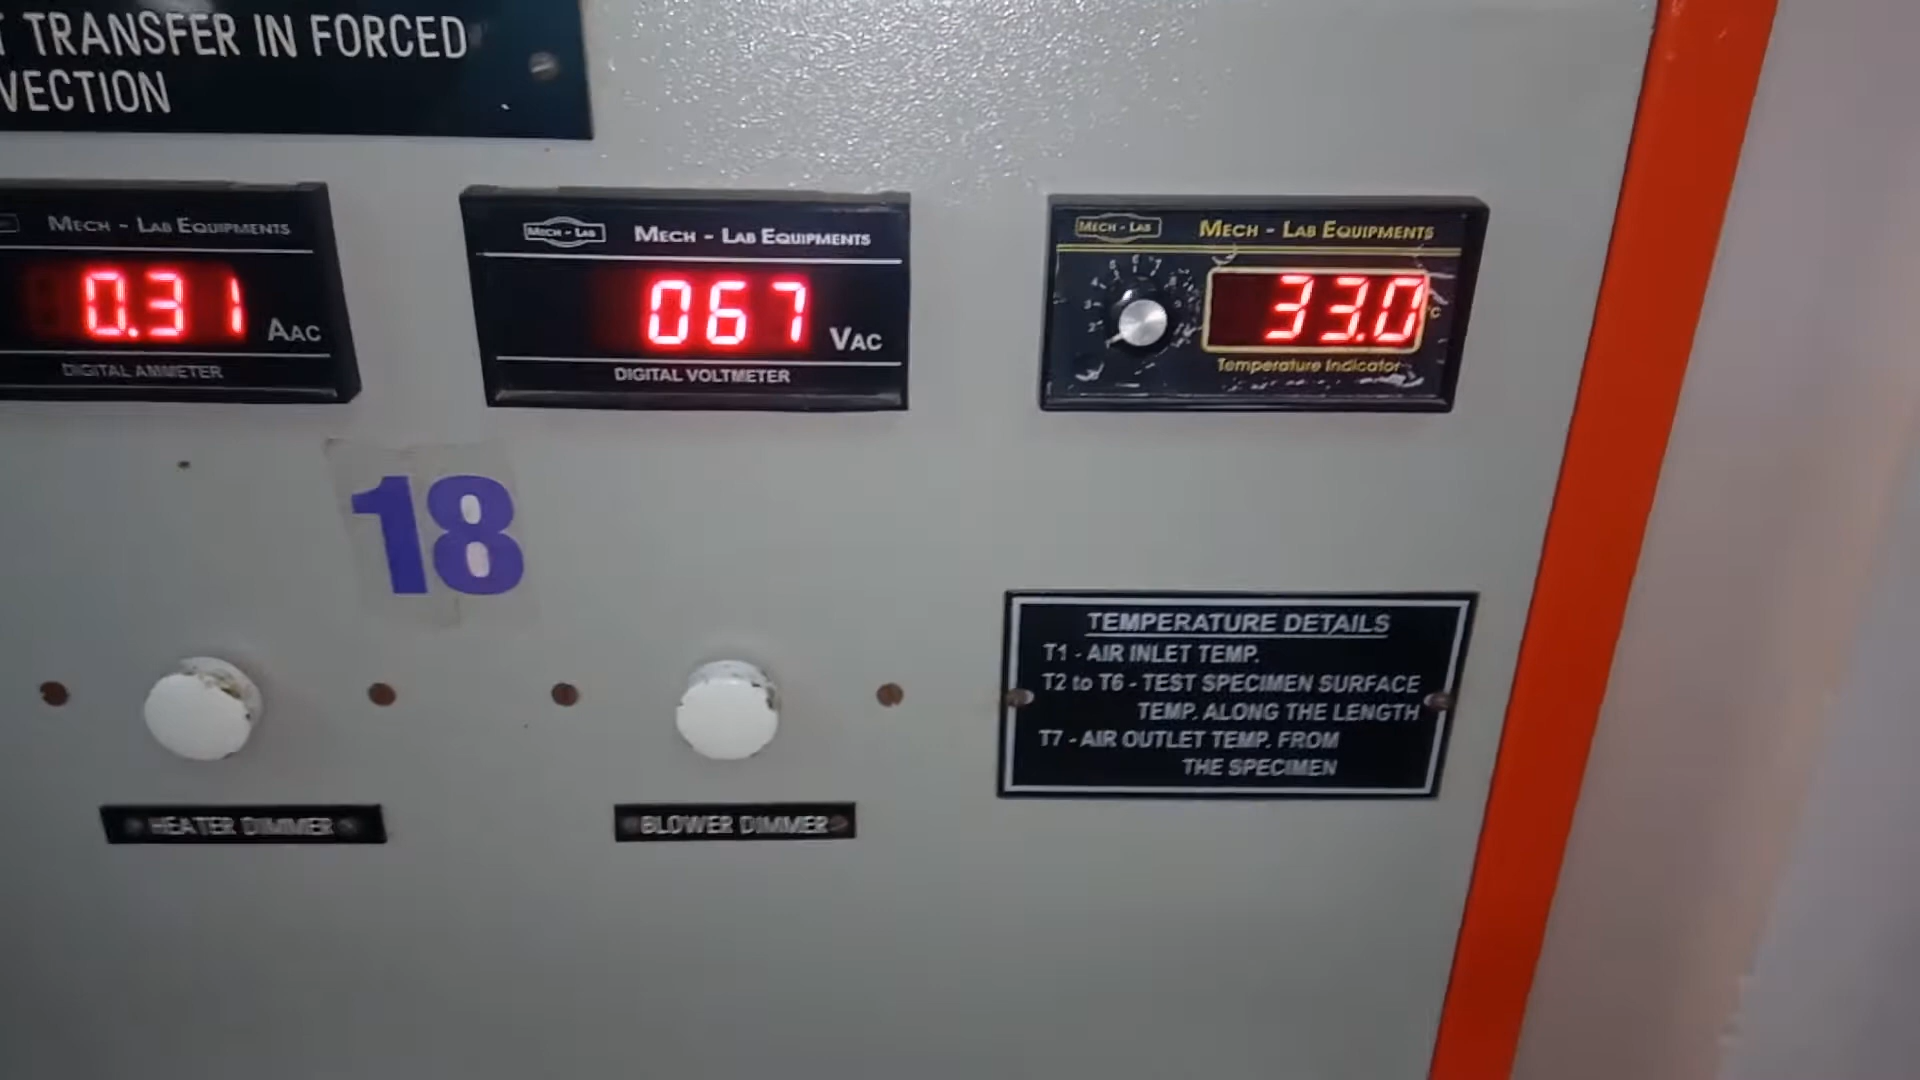 T TRANSFER IN FORCED
VECTION
MECH - LAB EQUIPMENTS
0.31 AAC
DIGITAL AMMETER
MECH - LAB MECH - LAB EQUIPMENTS
067 VAC
DIGITAL VOLTMETER
MECH - LAB MECH - LAB EQUIPMENTS
33.0 °C
Temperature Indicator
18
TEMPERATURE DETAILS
T1 - AIR INLET TEMP.
T2 to T6 - TEST SPECIMEN SURFACE
TEMP. ALONG THE LENGTH
T7 - AIR OUTLET TEMP. FROM
THE SPECIMEN
HEATER DIMMER
BLOWER DIMMER